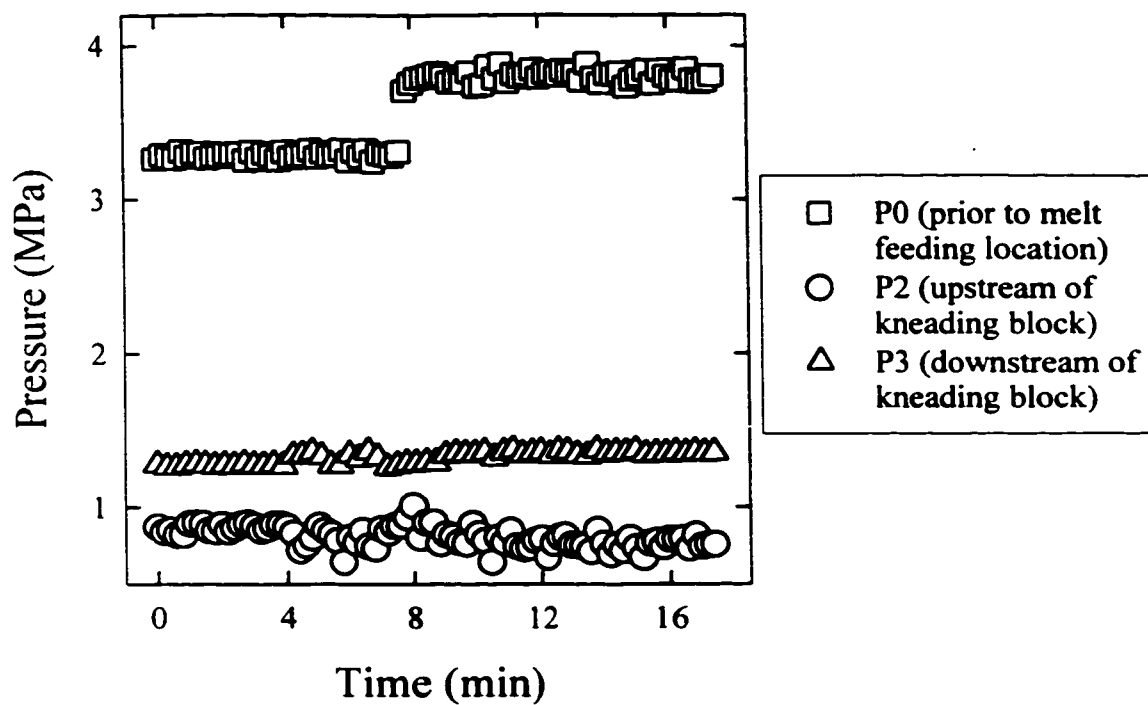 4
3
2
1
Pressure (MPa)
0
4
8
12
16
Time (min)
P0 (prior to melt
feeding location)
P2 (upstream of
kneading block)
P3 (downstream of
kneading block)